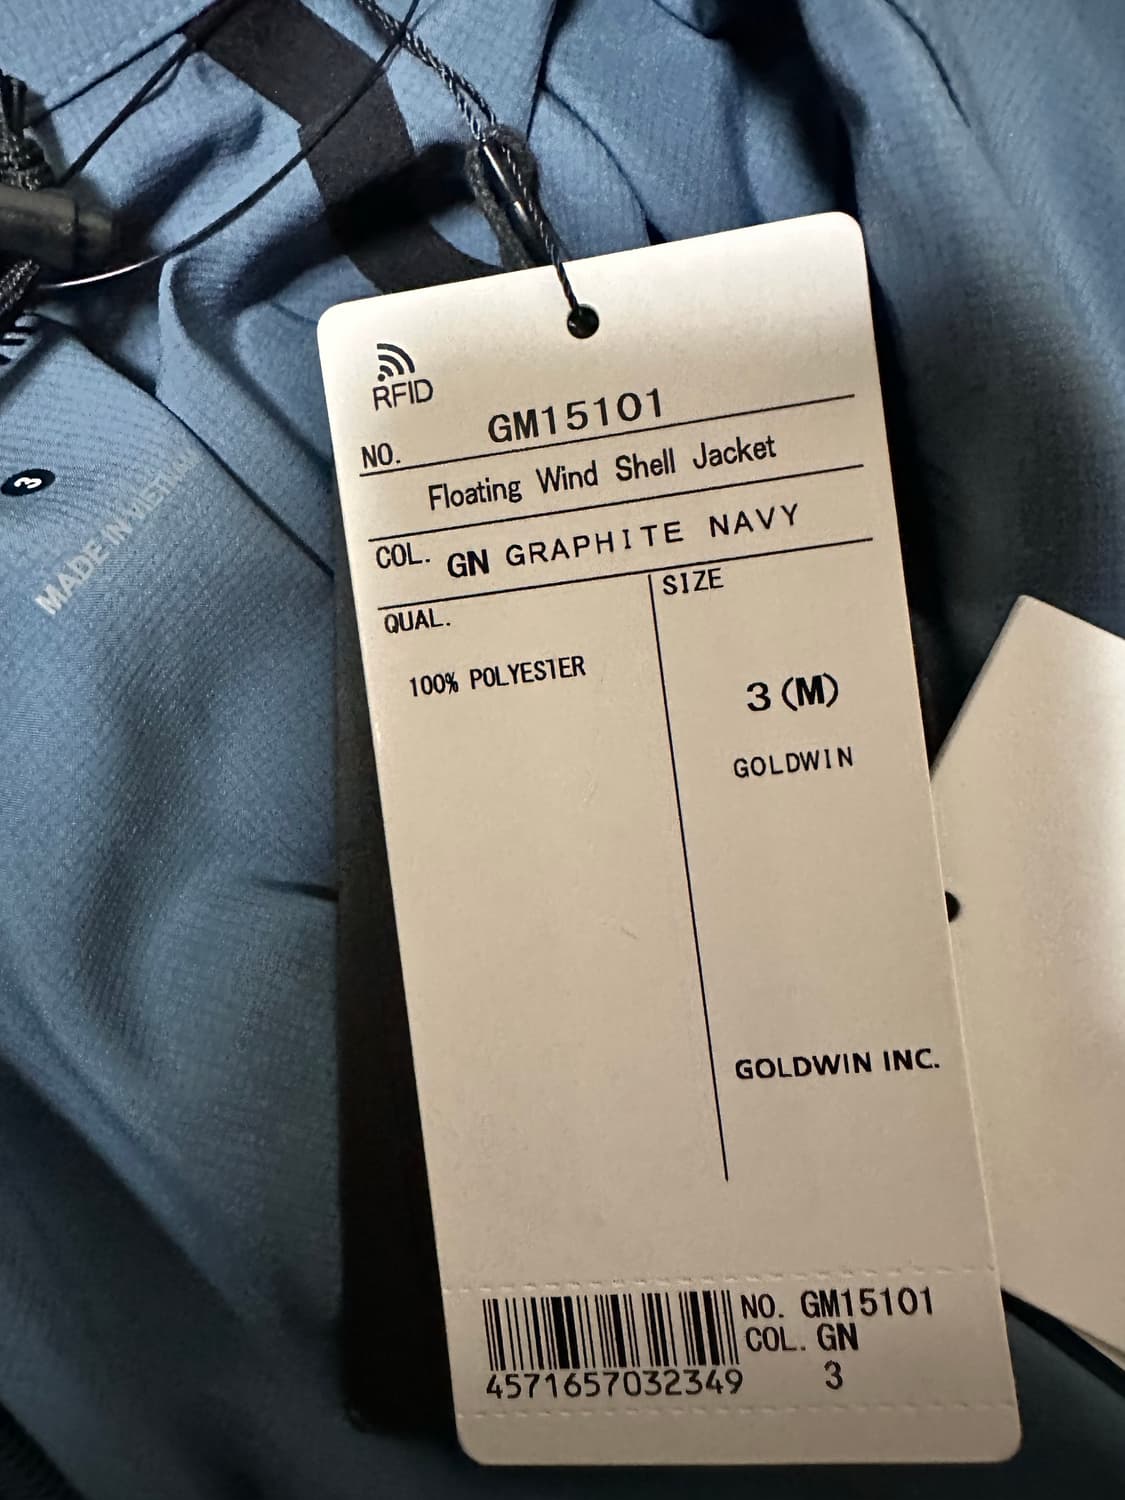 RFID
NO. GM15101
Floating Wind Shell Jacket
COL. GN GRAPHITE NAVY
QUAL.
100% POLYESTER
SIZE
3 (M)
GOLDWIN
GOLDWIN INC.
4571657032349
NO. GM15101
COL. GN
3
3
MADE IN VIETNAM